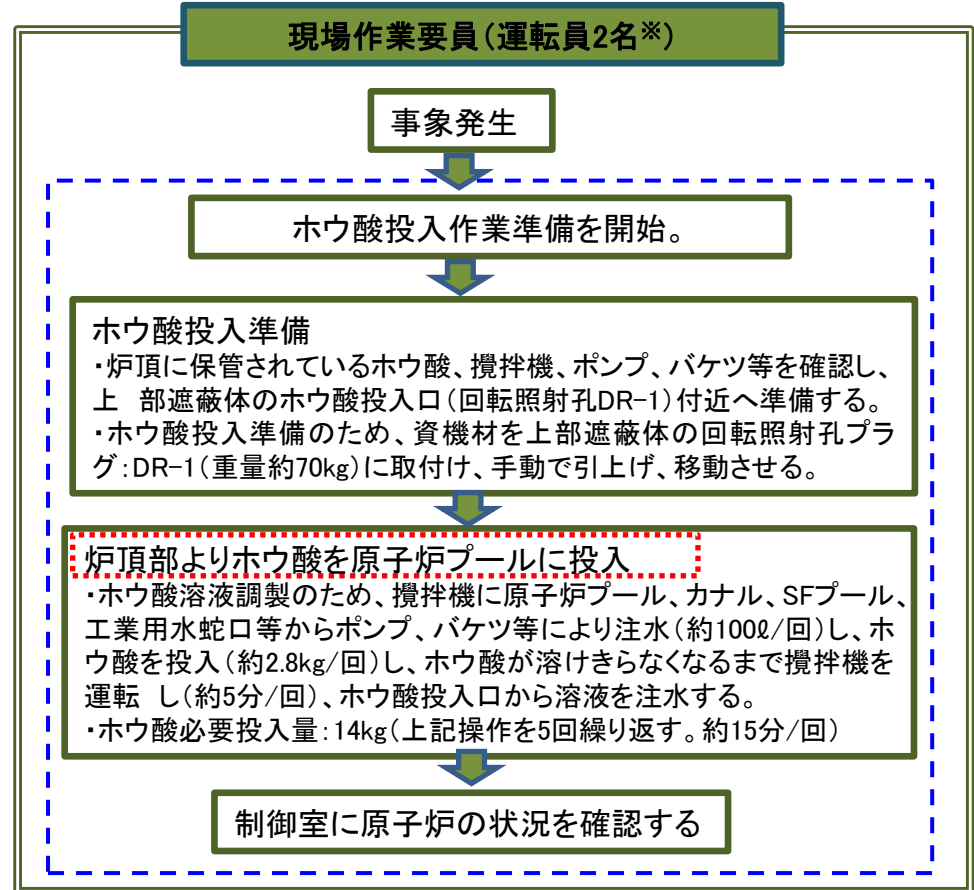 現場作業要員(運転員2名※)
事象発生
ホウ酸投入作業準備を開始。
ホウ酸投入準備
・炉頂に保管されているホウ酸、攪拌機、ポンプ、バケツ等を確認し、
上　部遮蔽体のホウ酸投入口(回転照射孔DR-1)付近へ準備する。
・ホウ酸投入準備のため、資機材を上部遮蔽体の回転照射孔プラ
グ:DR-1(重量約70kg)に取付け、手動で引上げ、移動させる。
炉頂部よりホウ酸を原子炉プールに投入
・ホウ酸溶液調製のため、攪拌機に原子炉プール、カナル、SFプール、
工業用水蛇口等からポンプ、バケツ等により注水(約100ℓ/回)し、ホ
ウ酸を投入(約2.8kg/回)し、ホウ酸が溶けきらなくなるまで攪拌機を
運転　し(約5分/回)、ホウ酸投入口から溶液を注水する。
・ホウ酸必要投入量:14kg(上記操作を5回繰り返す。約15分/回)
制御室に原子炉の状況を確認する